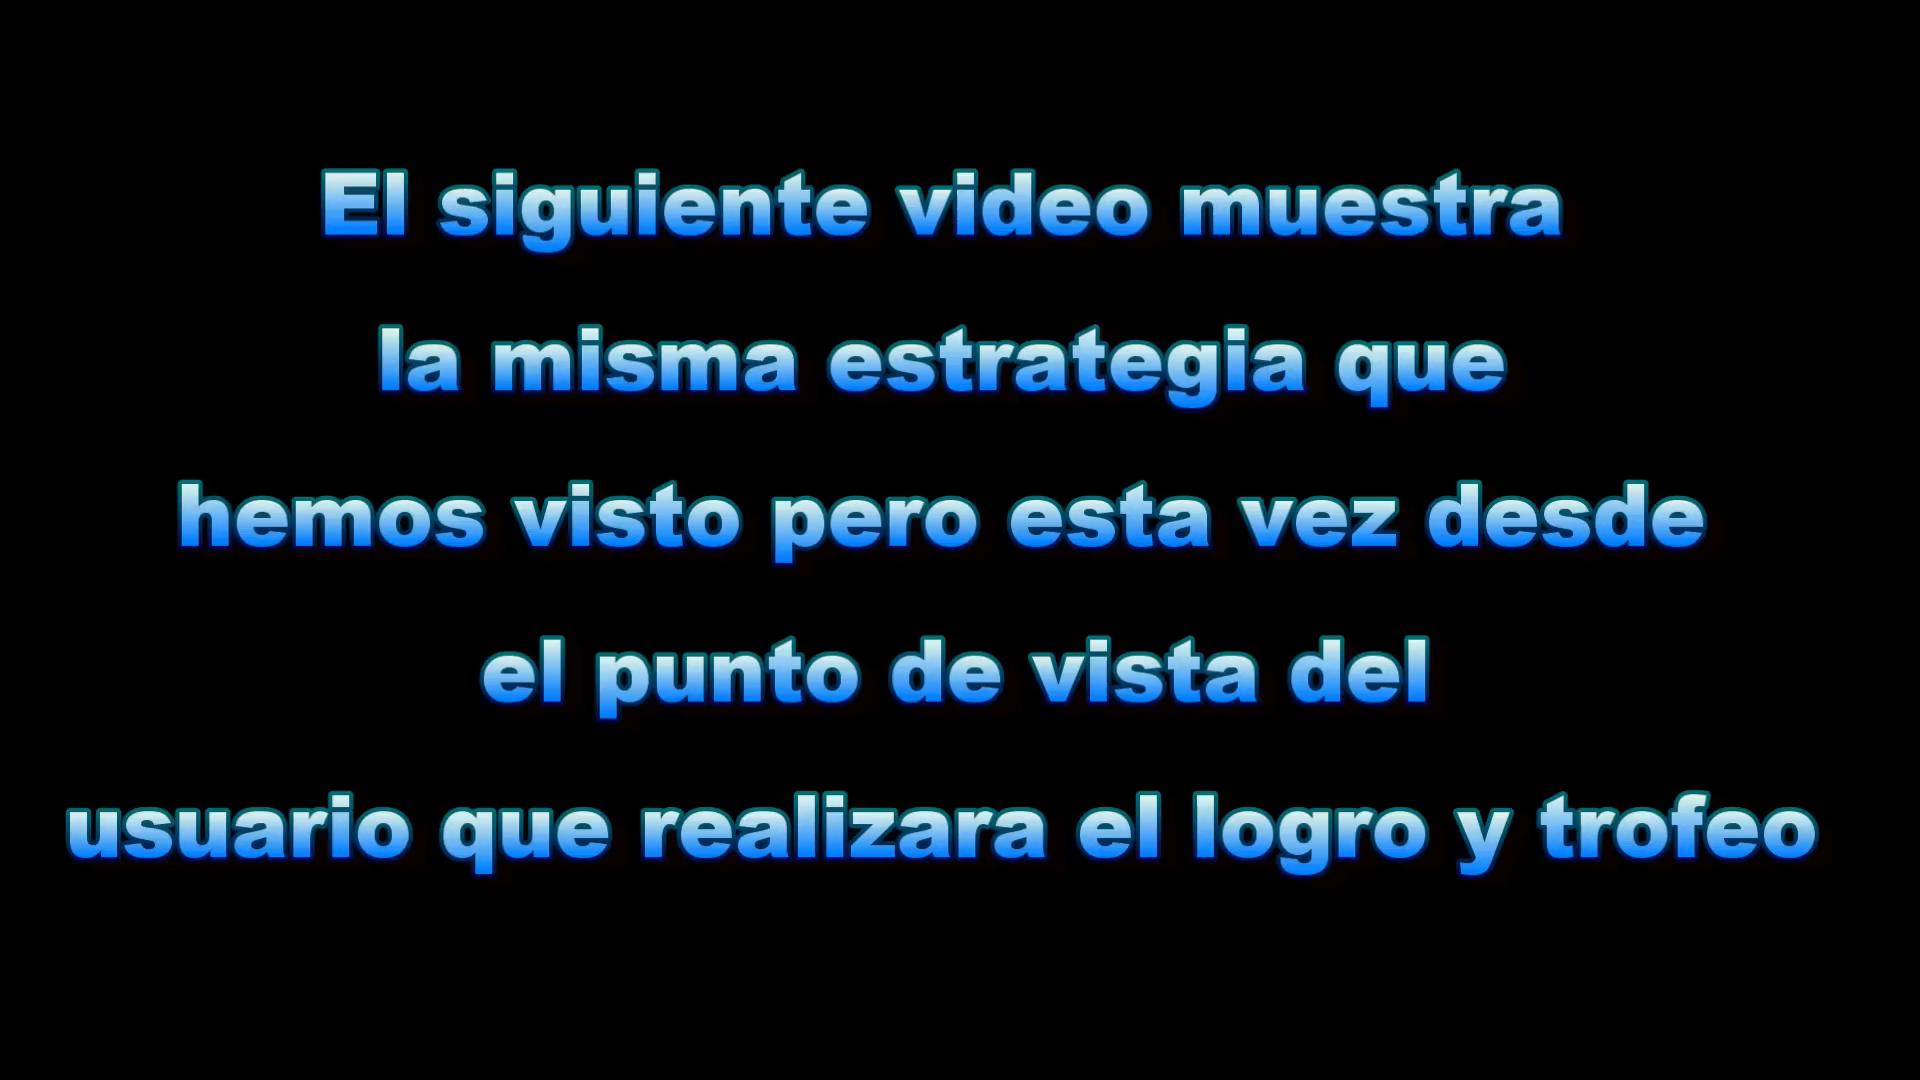 El siguiente video muestra
la misma estrategia que
hemos visto pero esta vez desde
el punto de vista del
usuario que realizara el logro y trofeo